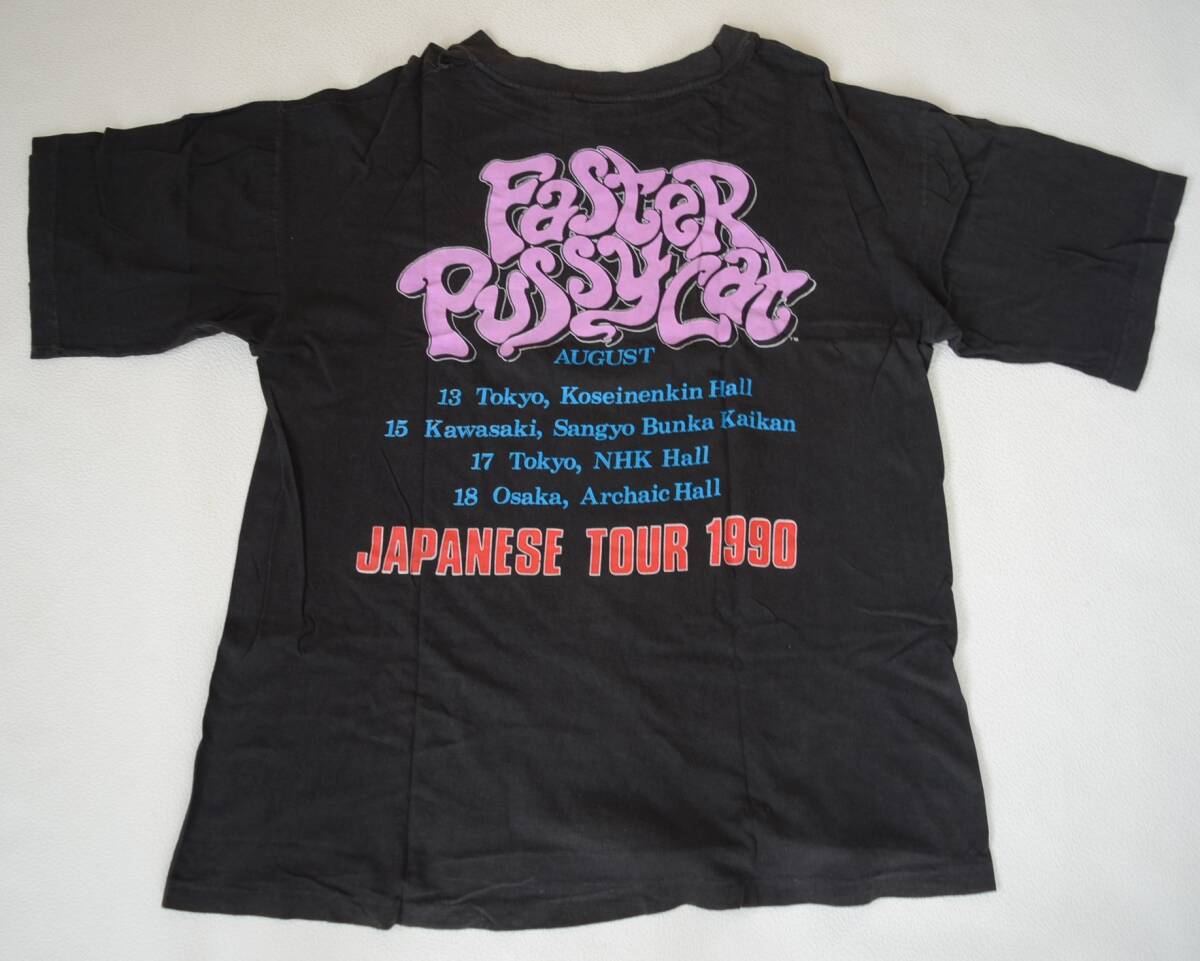 Faster
Pussycat
™
AUGUST
13 Tokyo, Koseinenkin Hall
15 Kawasaki, Sangyo Bunka Kaikan
17 Tokyo, NHK Hall
18 Osaka, Archaic Hall
JAPANESE TOUR 1990